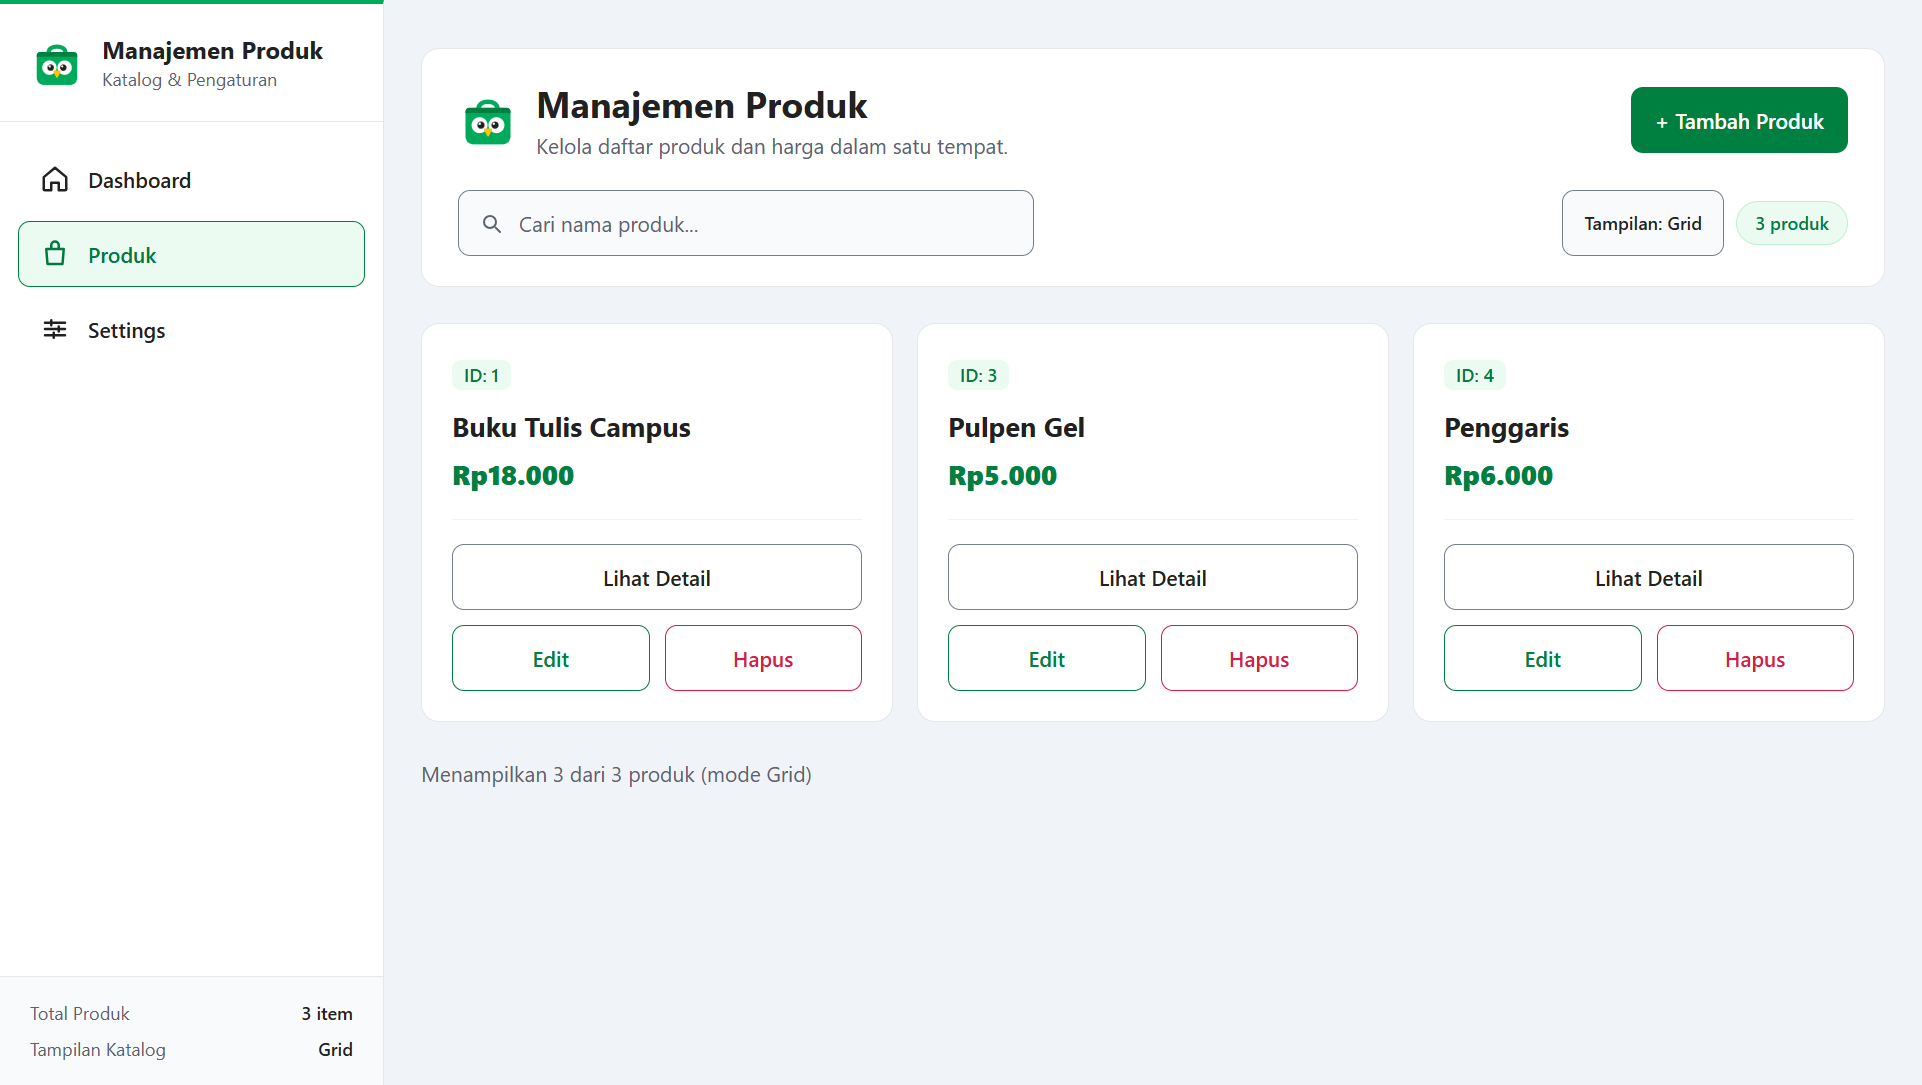 Manajemen Produk
Katalog & Pengaturan
Dashboard
Produk
Settings
Total Produk 3 item
Tampilan Katalog Grid
Manajemen Produk
Kelola daftar produk dan harga dalam satu tempat.
+ Tambah Produk
Cari nama produk...
Tampilan: Grid
3 produk
ID: 1
Buku Tulis Campus
Rp18.000
Lihat Detail
Edit Hapus
ID: 3
Pulpen Gel
Rp5.000
Lihat Detail
Edit Hapus
ID: 4
Penggaris
Rp6.000
Lihat Detail
Edit Hapus
Menampilkan 3 dari 3 produk (mode Grid)